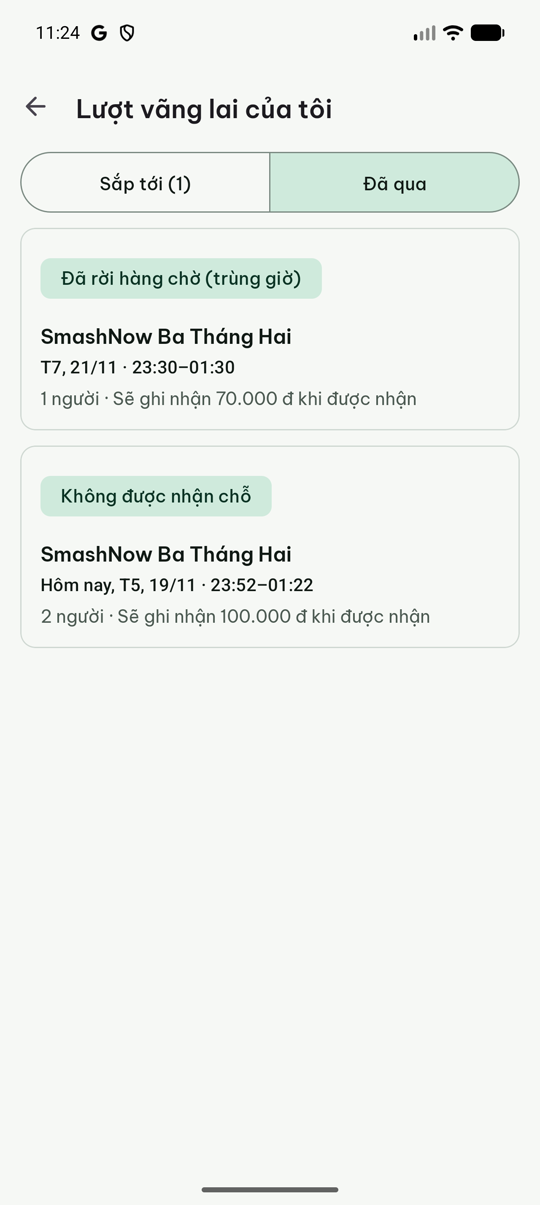 11:24
Lượt vãng lai của tôi
Sắp tới (1)
Đã qua
Đã rời hàng chờ (trùng giờ)
SmashNow Ba Tháng Hai
T7, 21/11 · 23:30–01:30
1 người · Sẽ ghi nhận 70.000 đ khi được nhận
Không được nhận chỗ
SmashNow Ba Tháng Hai
Hôm nay, T5, 19/11 · 23:52–01:22
2 người · Sẽ ghi nhận 100.000 đ khi được nhận